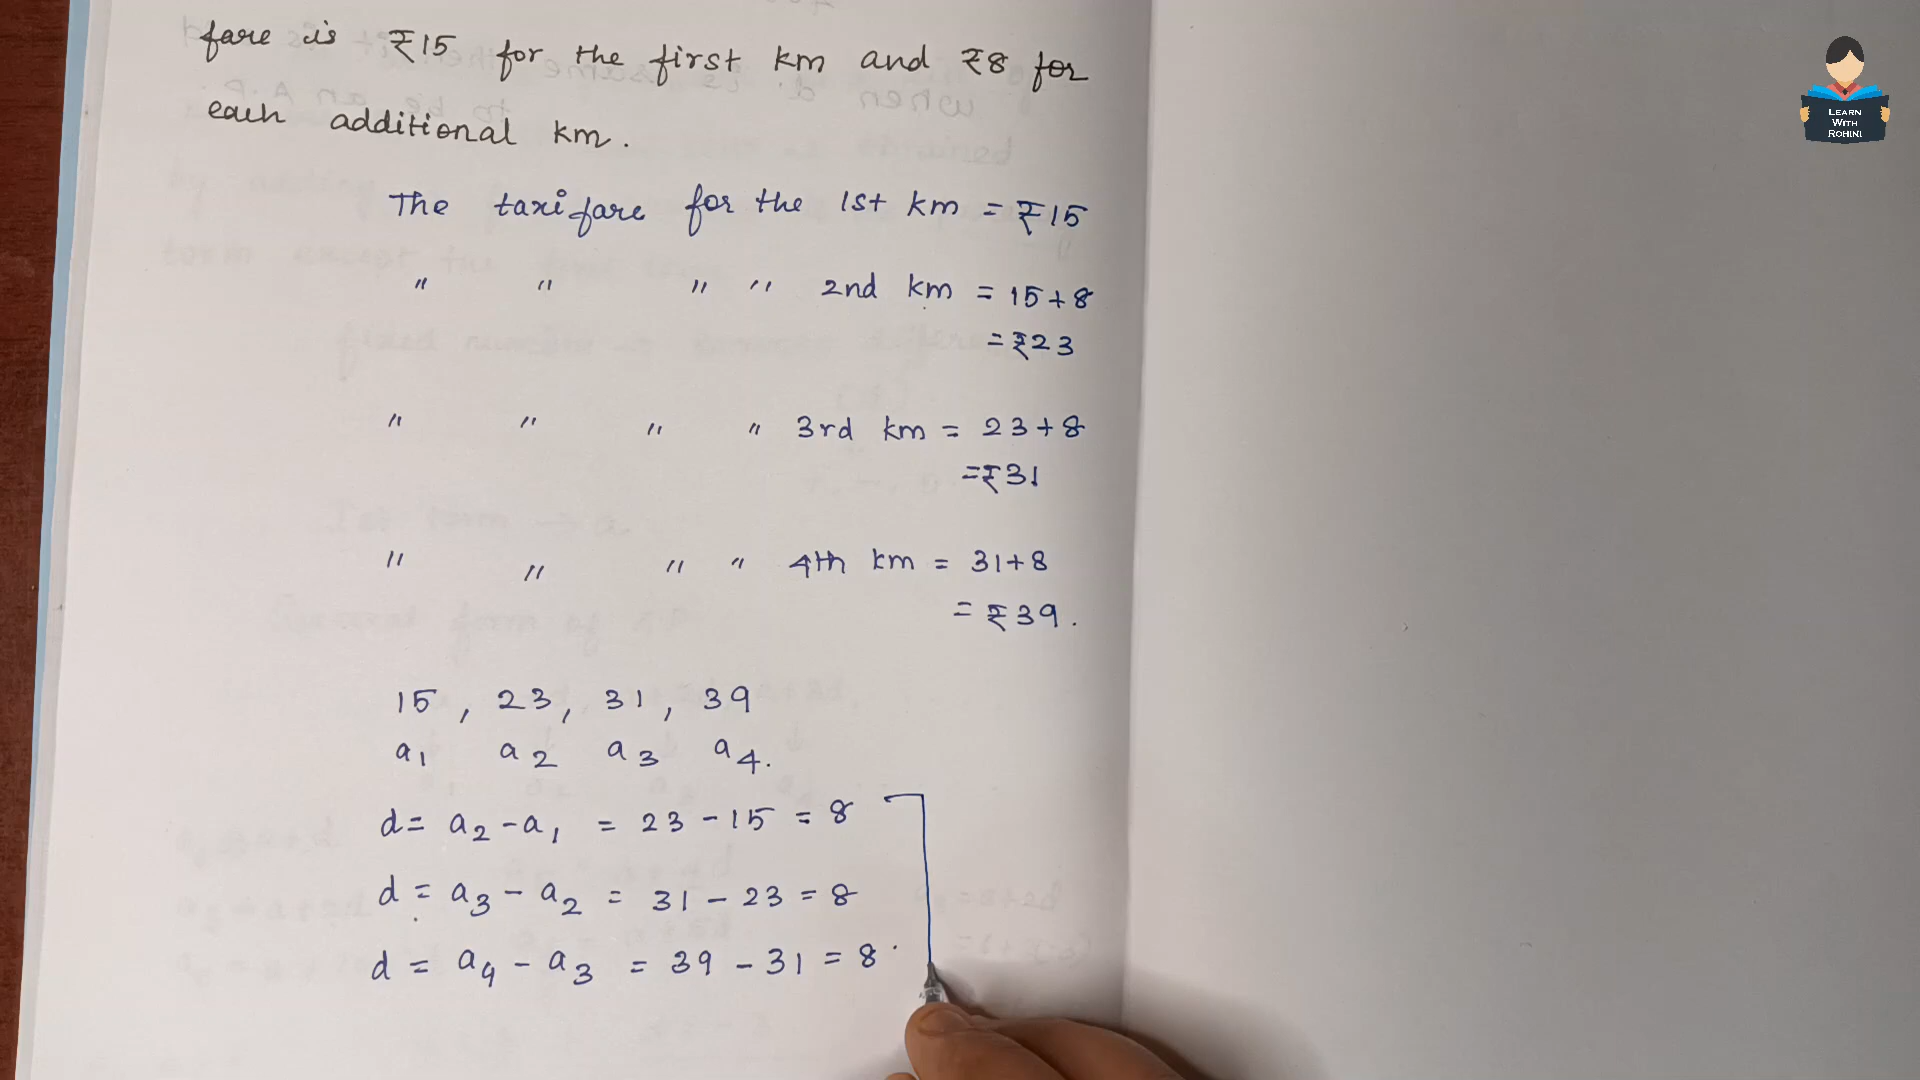 fare is ₹15 for the first km and ₹8 for
each additional km.
The taxi fare for the 1st km = ₹15
" " " " 2nd km = 15+8
= ₹23
" " " " 3rd km = 23+8
= ₹31
" " " " 4th km = 31+8
= ₹39.
15, 23, 31, 39
a1 a2 a3 a4.
d = a2 - a1 = 23 - 15 = 8
d = a3 - a2 = 31 - 23 = 8
d = a4 - a3 = 39 - 31 = 8
LEARN
WITH
ROHINI